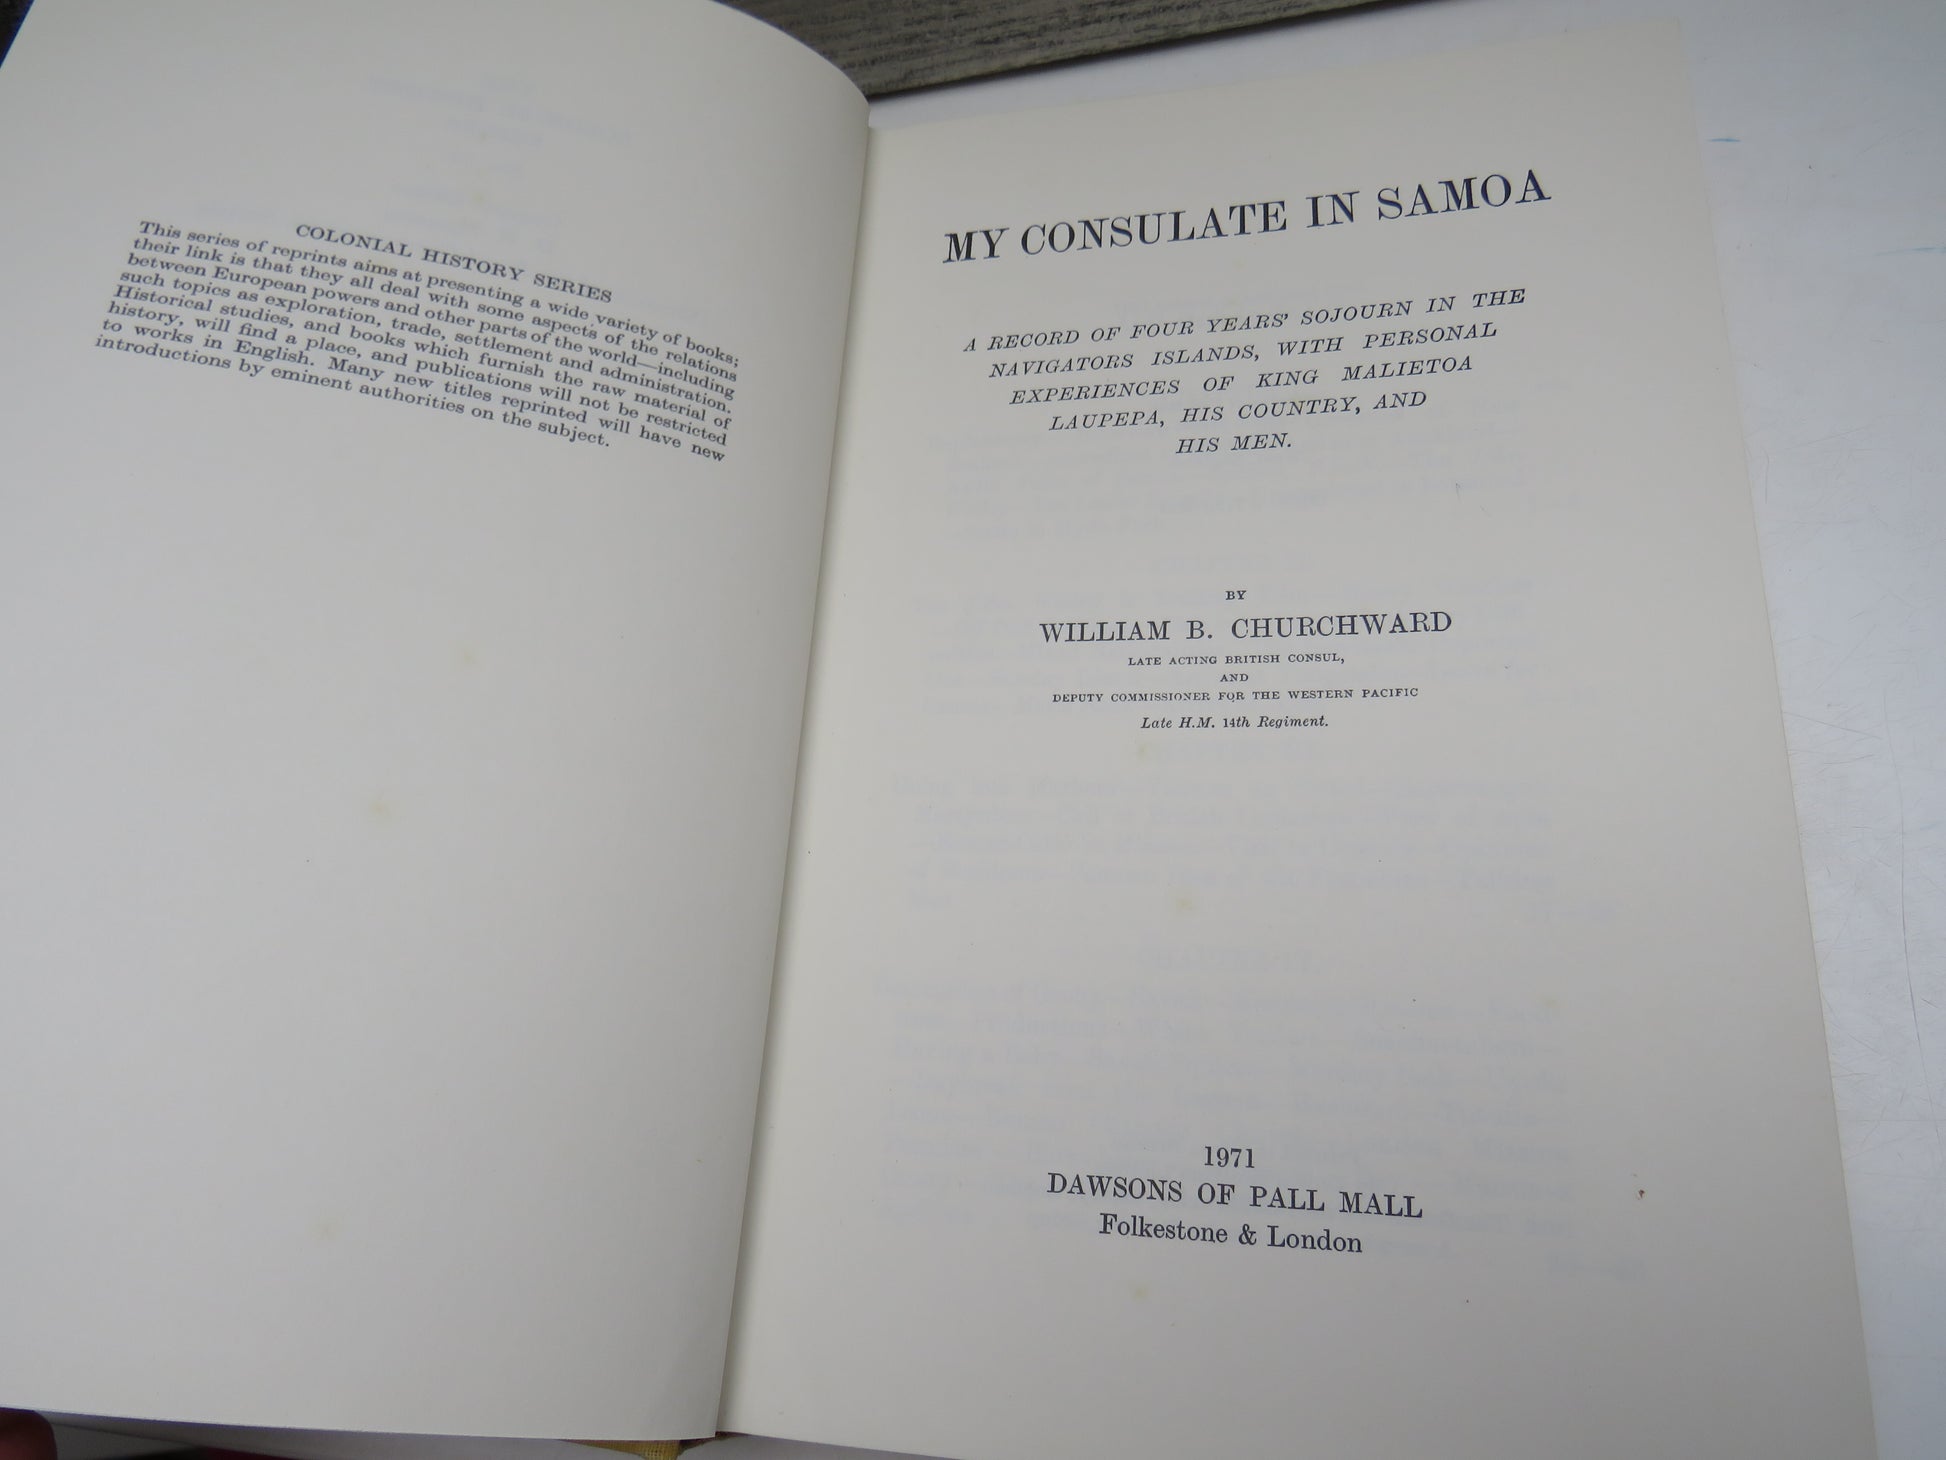 COLONIAL HISTORY SERIES
This series of reprints aims at presenting a wide variety of books;
their link is that they all deal with some aspects of the relations
between European powers and other parts of the world—including
such topics as exploration, trade, settlement and administration.
Historical studies, and books which furnish the raw material of
history, will find a place, and publications will not be restricted
to works in English. Many new titles reprinted will have new
introductions by eminent authorities on the subject.
MY CONSULATE IN SAMOA
A RECORD OF FOUR YEARS' SOJOURN IN THE
NAVIGATORS ISLANDS, WITH PERSONAL
EXPERIENCES OF KING MALIETOA
LAUPEPA, HIS COUNTRY, AND
HIS MEN.
BY
WILLIAM B. CHURCHWARD
LATE ACTING BRITISH CONSUL,
AND
DEPUTY COMMISSIONER FOR THE WESTERN PACIFIC
Late H.M. 14th Regiment.
1971
DAWSONS OF PALL MALL
Folkestone & London